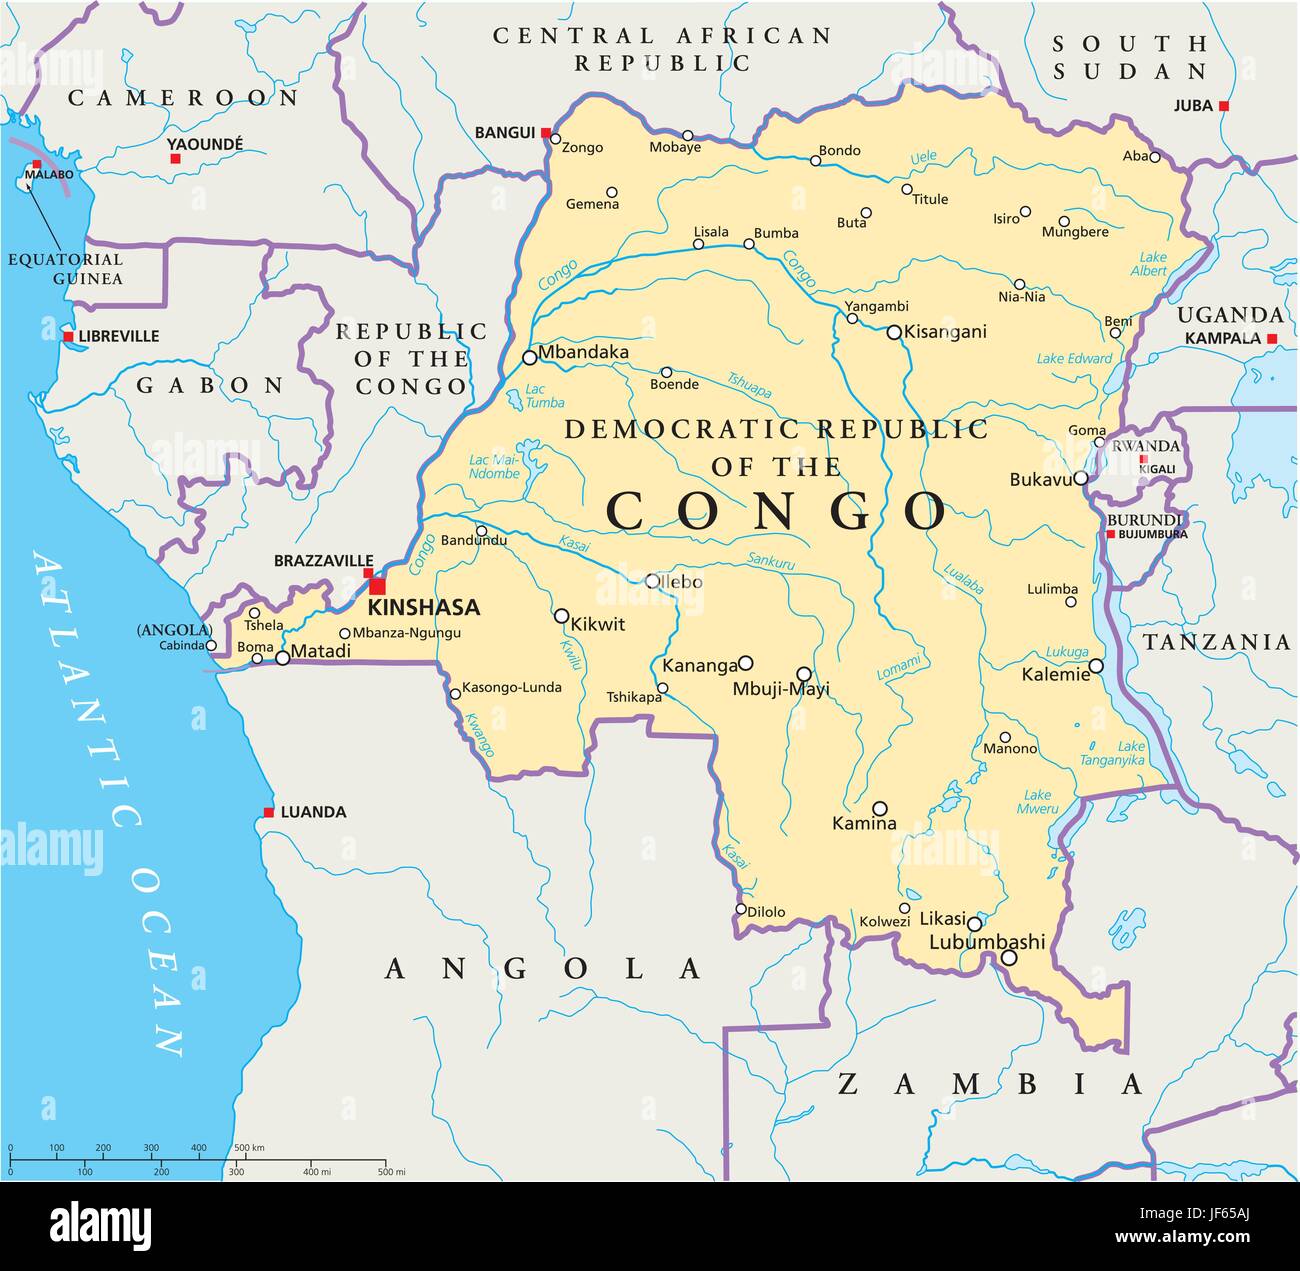 CENTRAL AFRICAN
REPUBLIC
SOUTH
SUDAN
CAMEROON
JUBA
YAOUNDÉ
BANGUI
Zongo
Mobaye
Bondo
Uele
Aba
MALABO
Gemena
Titule
Buta
Isiro
Mungbere
Lisala
Bumba
EQUATORIAL
GUINEA
Congo
Congo
Lake
Albert
Nia-Nia
Yangambi
Kisangani
Beni
UGANDA
KAMPALA
LIBREVILLE
REPUBLIC
OF THE
CONGO
GABON
Mbandaka
Lake Edward
Boende
Tshuapa
Lac
Tumba
DEMOCRATIC REPUBLIC
OF THE
CONGO
Goma
RWANDA
KIGALI
Lac Mai-
Ndombe
Bukavu
BURUNDI
BUJUMBURA
Bandundu
Congo
Kasai
Sankuru
Lualaba
BRAZZAVILLE
KINSHASA
Ilebo
Lulimba
Tshela
(ANGOLA)
Cabinda
Mbanza-Ngungu
Kikwit
Boma
Matadi
Kwilu
TANZANIA
Lukuga
Kalemie
Kananga
Mbuji-Mayi
Lomami
Kasongo-Lunda
Tshikapa
Kwango
Manono
Lake
Tanganyika
ATLANTIC OCEAN
LUANDA
Lake
Mweru
Kamina
Kasai
Dilolo
Kolwezi
Likasi
Lubumbashi
ANGOLA
ZAMBIA
0 100 200 300 400 500 km
0 100 200 300 400 mi 500 mi
alamy
alamy
alamy
alamy
alamy
alamy
alamy
alamy
a
a
a
a
a
a
a
alamy
Image ID: JF65AJ
www.alamy.com